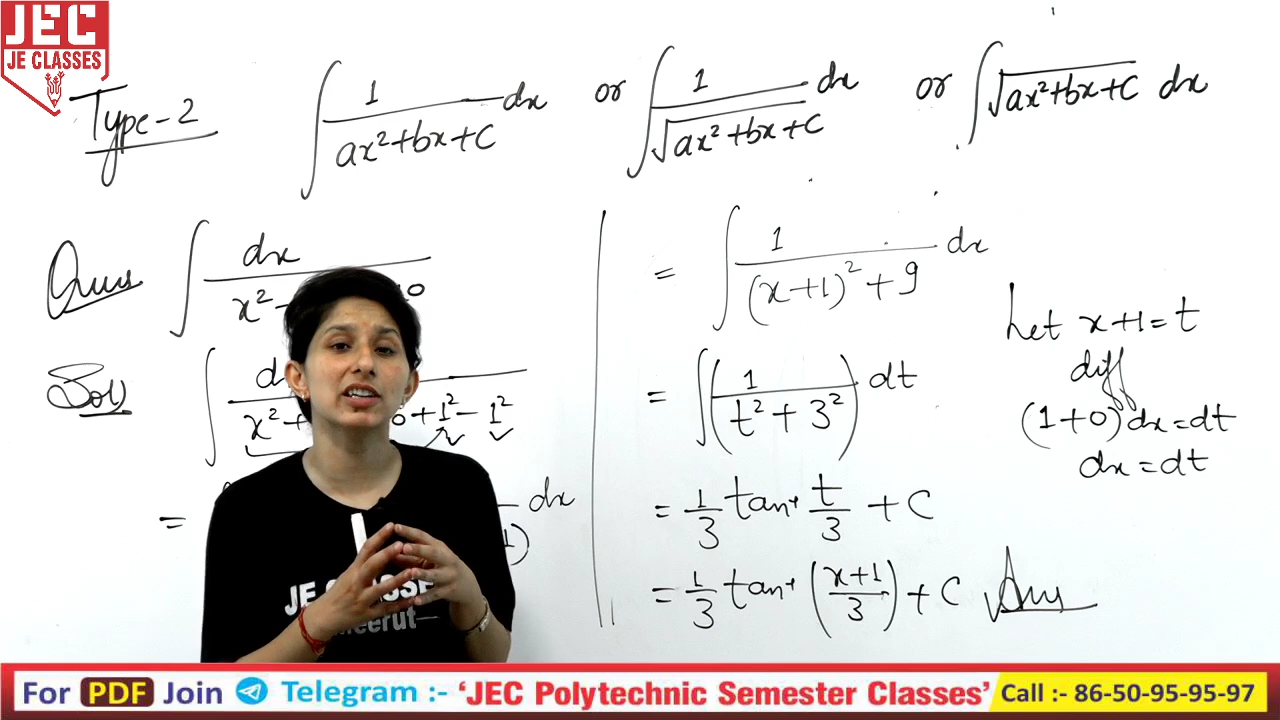 JEC
JE CLASSES
Type-2 ∫ 1/(ax²+bx+c) dx or ∫ 1/√(ax²+bx+c) dx or ∫ √(ax²+bx+c) dx
Ques ∫ dx
x²
Sol)
x²+ +1²-1²
= dx
1)
= ∫ 1/((x+1)²+9) dx
= ∫ (1/(t²+3²)) dt
= 1/3 tan⁻¹ t/3 + C
= 1/3 tan⁻¹ ((x+1)/3) + C Ans
Let x+1=t
diff
(1+0)dx=dt
dx=dt
For PDF Join Telegram :- 'JEC Polytechnic Semester Classes' Call :- 86-50-95-95-97